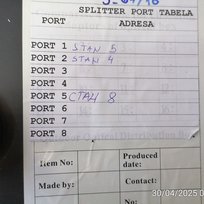 SPLITTER PORT TABELA
PORT ADRESA
PORT 1 STAN 5
PORT 2 STAN 4
PORT 3
PORT 4
PORT 5 СТАН 8
PORT 6
PORT 7
PORT 8
Item No: Produced date:
Made by: Contact:
30/04/2025